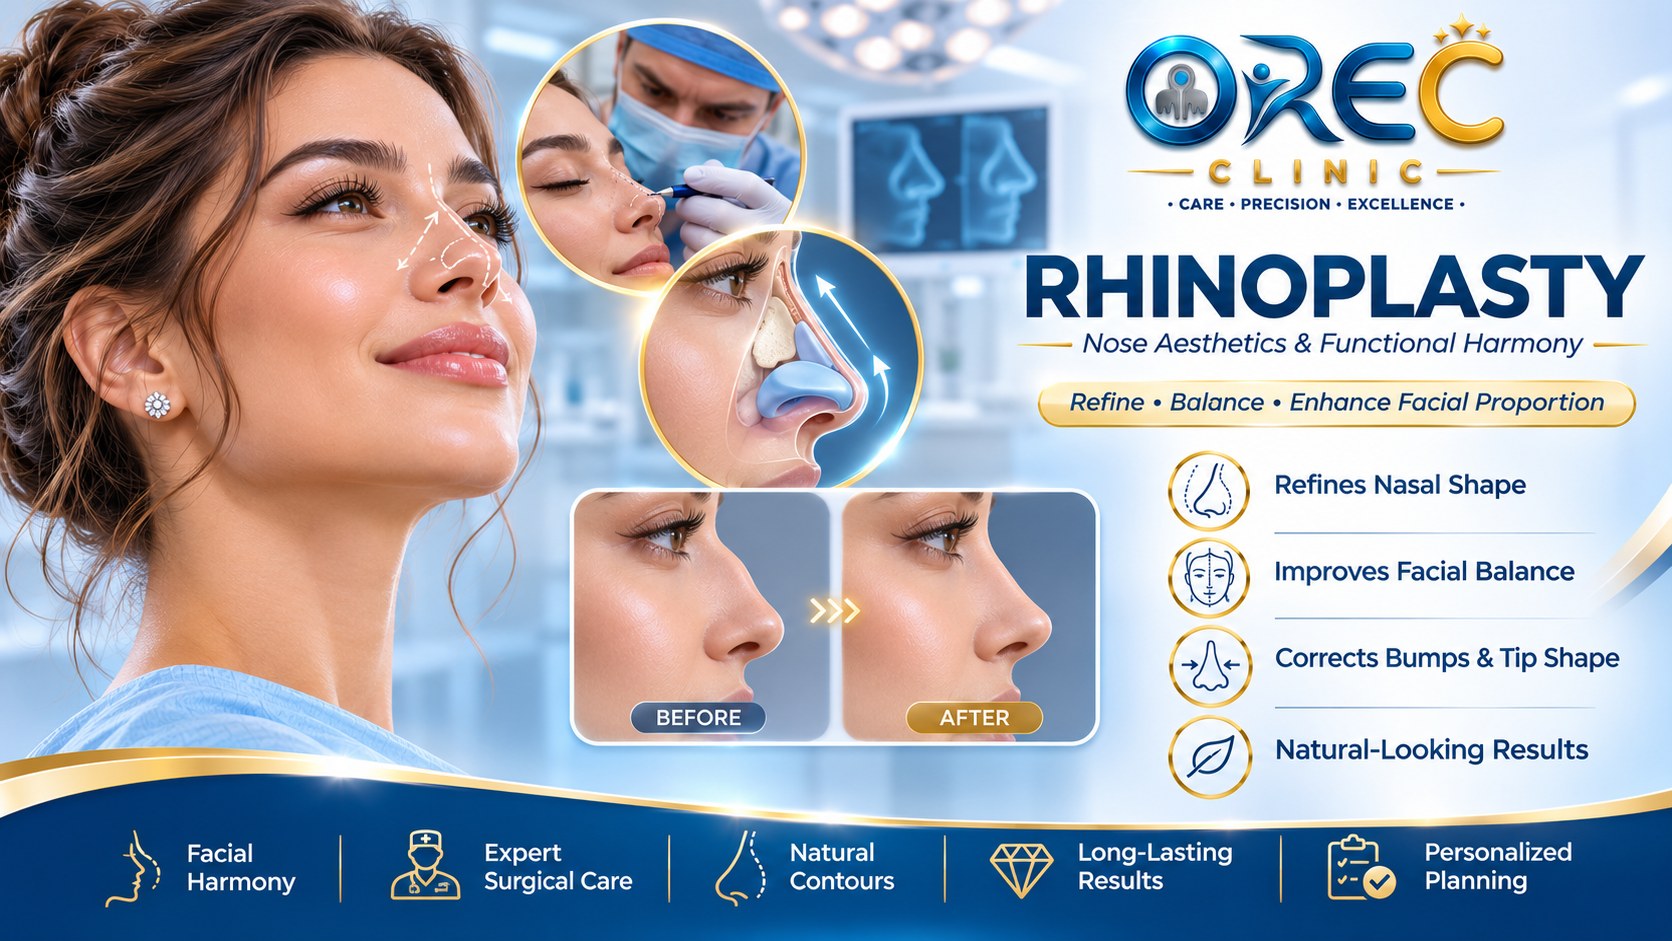 OREC
CLINIC
• CARE • PRECISION • EXCELLENCE •
RHINOPLASTY
Nose Aesthetics & Functional Harmony
Refine • Balance • Enhance Facial Proportion
Refines Nasal Shape
Improves Facial Balance
Corrects Bumps & Tip Shape
Natural-Looking Results
BEFORE
AFTER
Facial
Harmony
Expert
Surgical Care
Natural
Contours
Long-Lasting
Results
Personalized
Planning